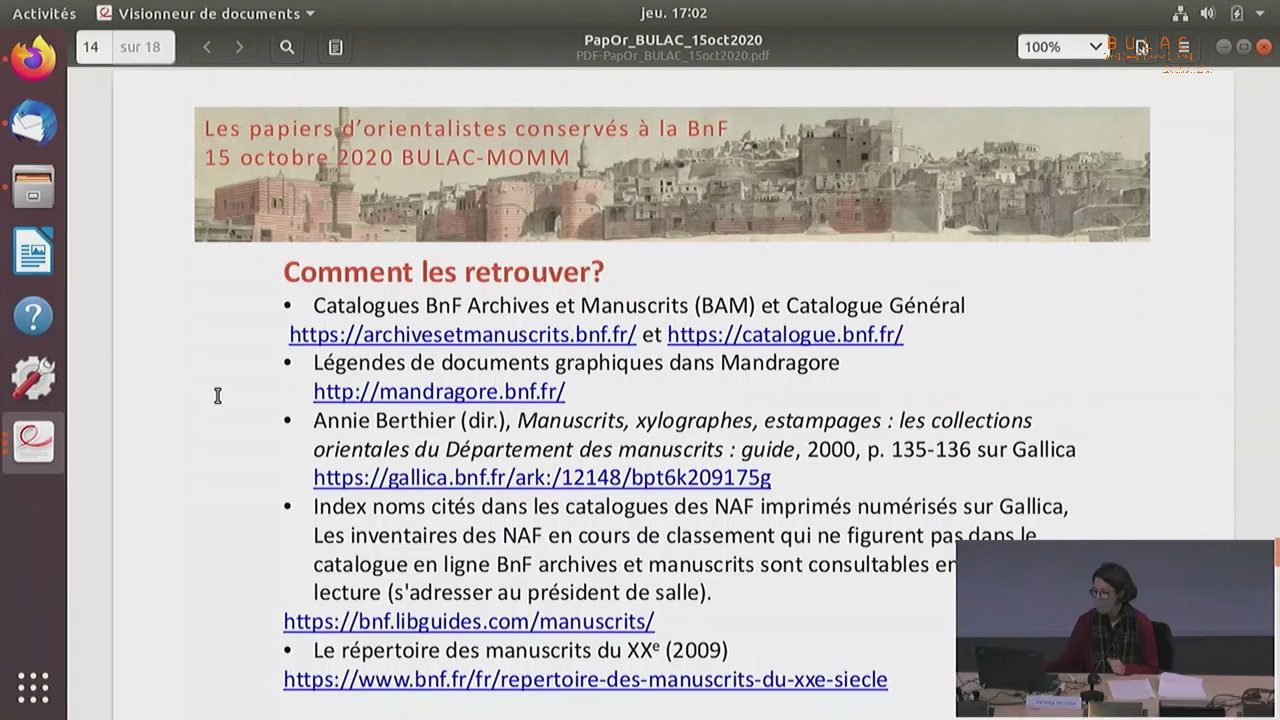 Activités
Visionneur de documents
jeu. 17:02
14 sur 18
PapOr_BULAC_15oct2020
PDF-PapOr_BULAC_15oct2020.pdf
100%
BULAC
Les papiers d'orientalistes conservés à la BnF
15 octobre 2020 BULAC-MOMM
Comment les retrouver?
• Catalogues BnF Archives et Manuscrits (BAM) et Catalogue Général
https://archivesetmanuscrits.bnf.fr/ et https://catalogue.bnf.fr/
• Légendes de documents graphiques dans Mandragore
http://mandragore.bnf.fr/
• Annie Berthier (dir.), Manuscrits, xylographes, estampages : les collections
orientales du Département des manuscrits : guide, 2000, p. 135-136 sur Gallica
https://gallica.bnf.fr/ark:/12148/bpt6k209175g
• Index noms cités dans les catalogues des NAF imprimés numérisés sur Gallica,
Les inventaires des NAF en cours de classement qui ne figurent pas dans le
catalogue en ligne BnF archives et manuscrits sont consultables en
lecture (s'adresser au président de salle).
https://bnf.libguides.com/manuscrits/
• Le répertoire des manuscrits du XXᵉ (2009)
https://www.bnf.fr/fr/repertoire-des-manuscrits-du-xxe-siecle